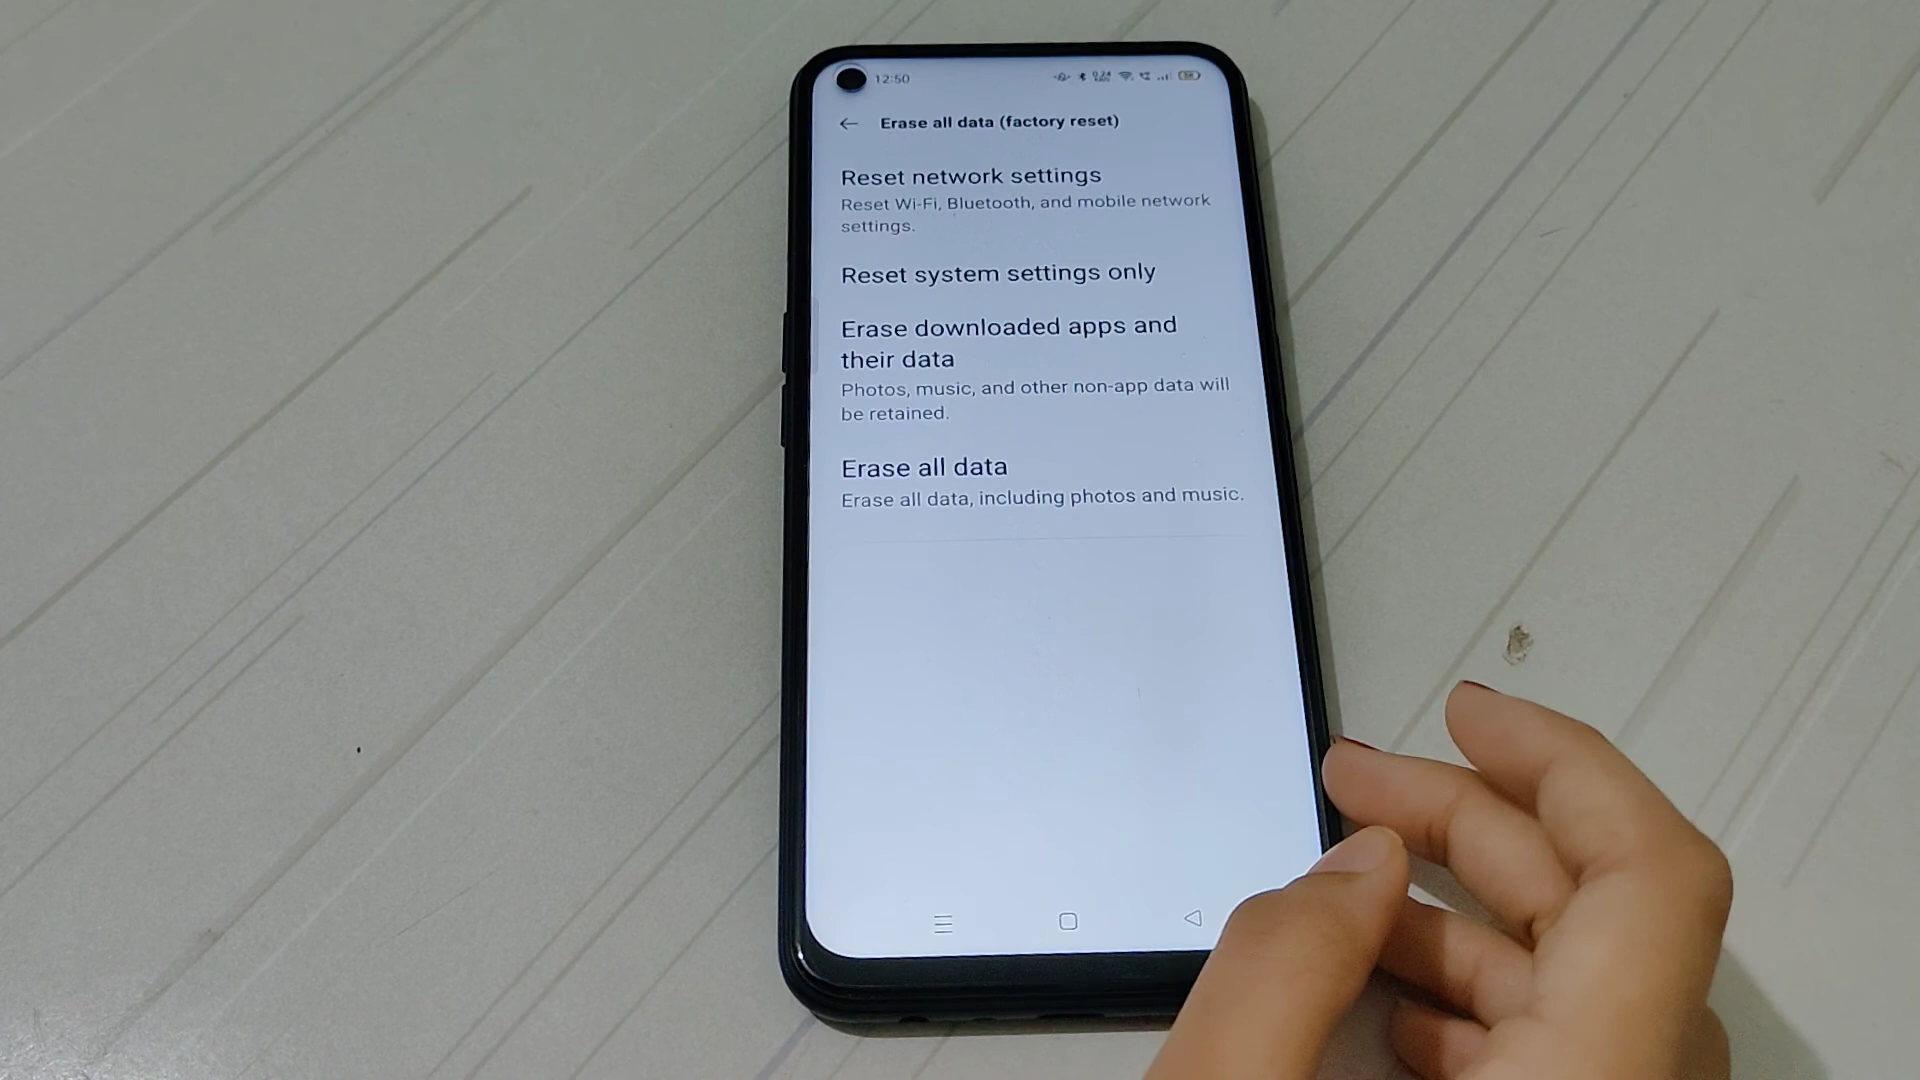 12:50
Erase all data (factory reset)
Reset network settings
Reset Wi-Fi, Bluetooth, and mobile network
settings.
Reset system settings only
Erase downloaded apps and
their data
Photos, music, and other non-app data will
be retained.
Erase all data
Erase all data, including photos and music.